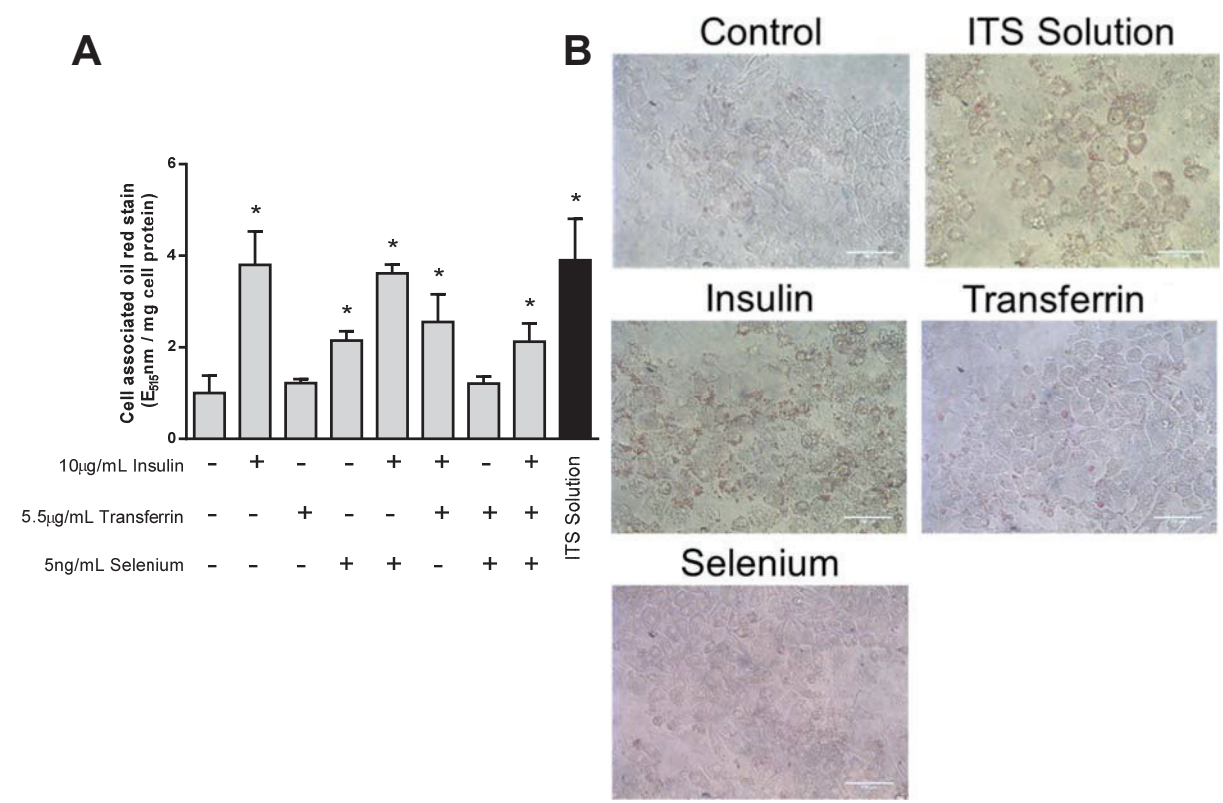 A
B
Control
ITS Solution
Insulin
Transferrin
Selenium
Cell associated oil red stain
(E515nm / mg cell protein)
6
4
2
0
* * * * * * *
10μg/mL Insulin - + - - + + - +
5.5μg/mL Transferrin - - + - - + + +
5ng/mL Selenium - - - + + - + +
ITS Solution